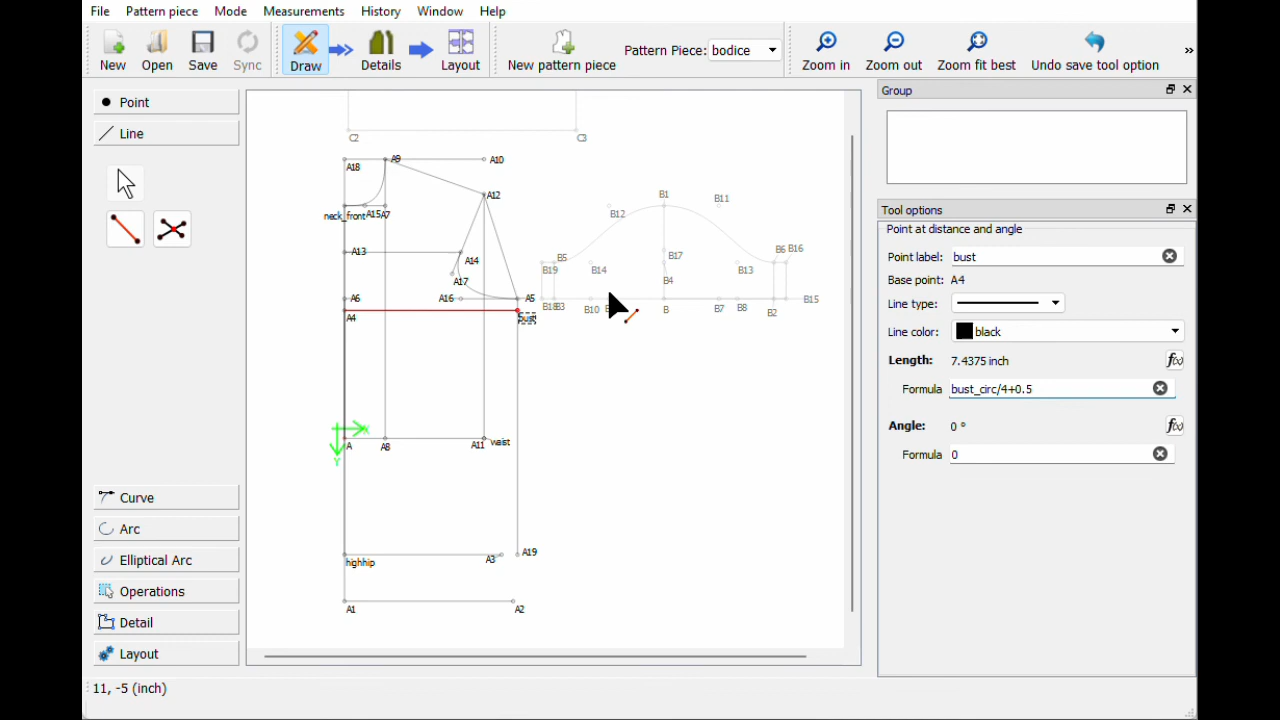 File Pattern piece Mode Measurements History Window Help
New Open Save Sync Draw Details Layout New pattern piece Pattern Piece: bodice Zoom in Zoom out Zoom fit best Undo save tool option »
Point
Line
Curve
Arc
Elliptical Arc
Operations
Detail
Layout
C2 C3
A18 A9 A10
A12 B1 B11
B12
neck_front A15 A7
A13 A14 B5 B17 B6 B16
B19 B14 B13
A17 B4
A6 A16 A5 B18 B3 B10 B B7 B8 B2 B15
A4 bust
X
Y
A A8 A11 waist
highhip A3 A19
A1 A2
Group
Tool options
Point at distance and angle
Point label: bust
Base point: A4
Line type:
Line color: black
Length: 7.4375 inch f(x)
Formula bust_circ/4+0.5
Angle: 0 ° f(x)
Formula 0
11, -5 (inch)